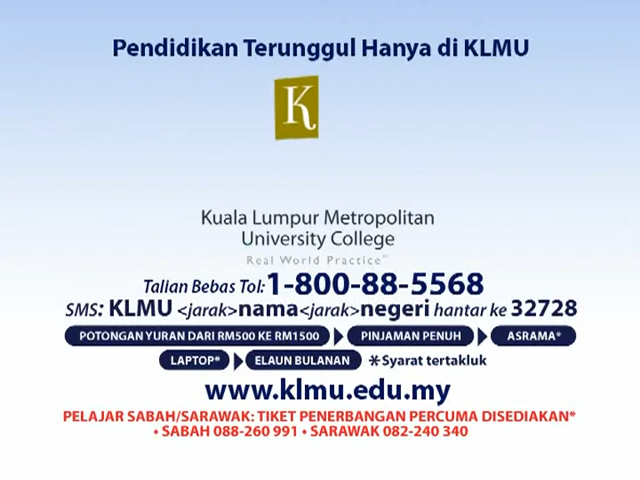 Pendidikan Terunggul Hanya di KLMU
K
Kuala Lumpur Metropolitan
University College
Real World Practice™
Talian Bebas Tol: 1-800-88-5568
SMS: KLMU <jarak>nama<jarak>negeri hantar ke 32728
POTONGAN YURAN DARI RM500 KE RM1500 PINJAMAN PENUH ASRAMA*
LAPTOP* ELAUN BULANAN *Syarat tertakluk
www.klmu.edu.my
PELAJAR SABAH/SARAWAK: TIKET PENERBANGAN PERCUMA DISEDIAKAN*
• SABAH 088-260 991 • SARAWAK 082-240 340